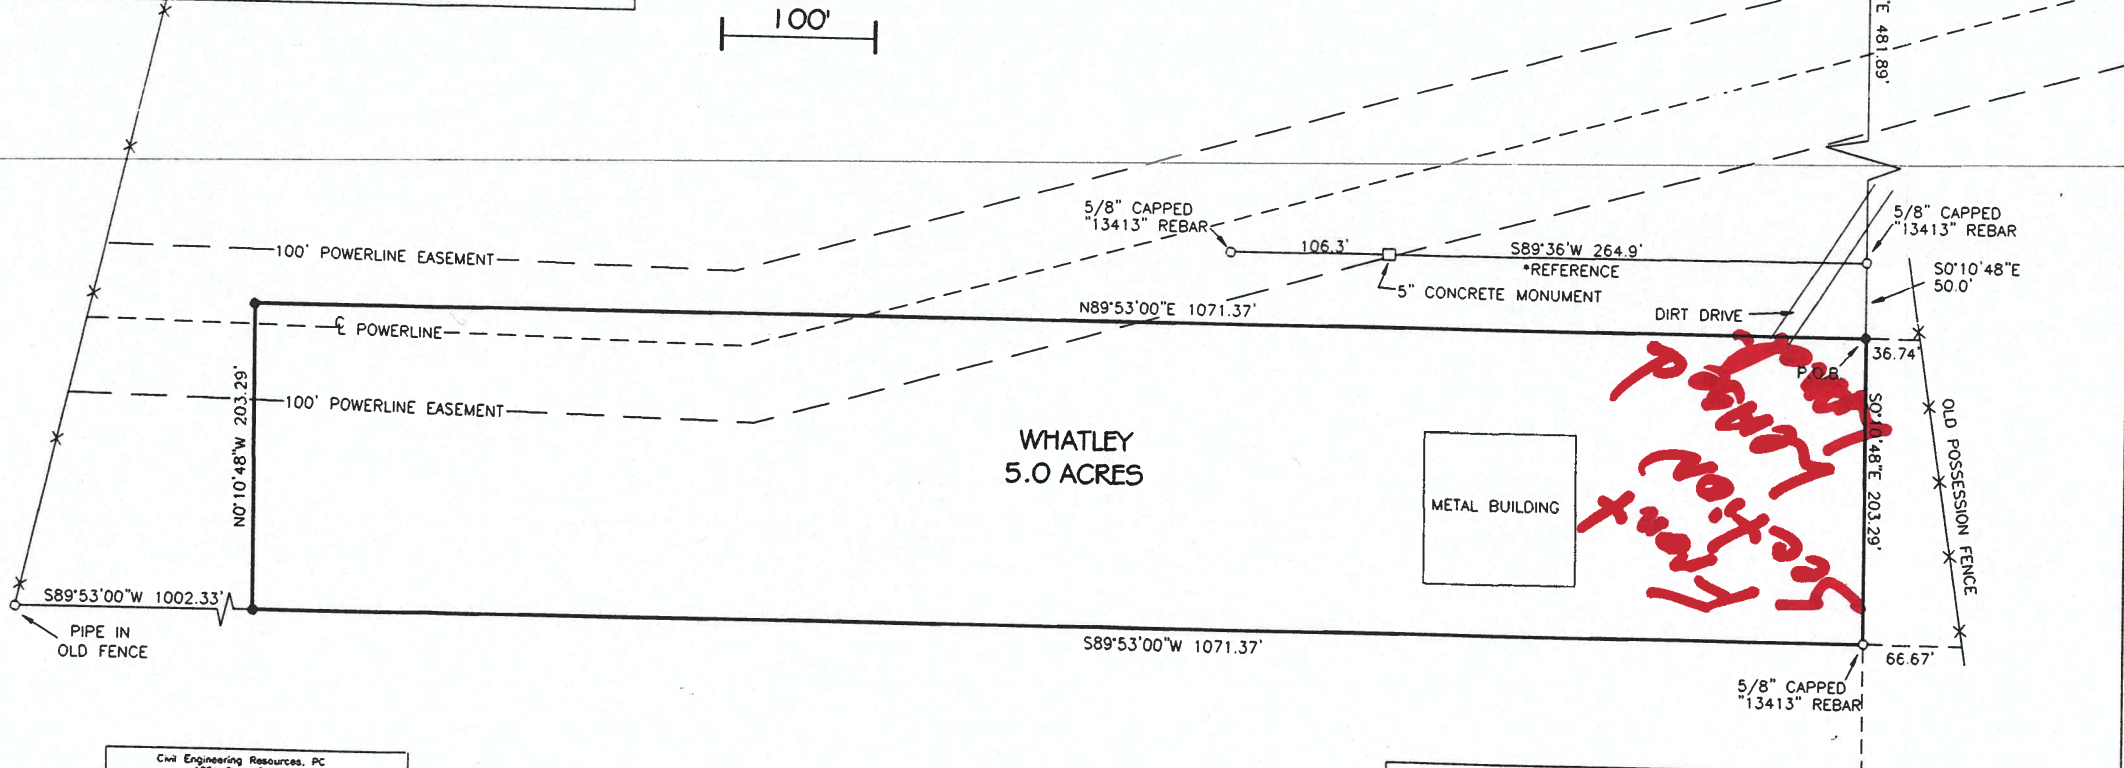 100'
'E 481.89'
5/8" CAPPED
"13413" REBAR
106.3'
S89°36'W 264.9'
*REFERENCE
5" CONCRETE MONUMENT
5/8" CAPPED
"13413" REBAR
S0°10'48"E
50.0'
100' POWERLINE EASEMENT
N89°53'00"E 1071.37'
DIRT DRIVE
℄ POWERLINE
36.74'
P.O.B.
N0°10'48"W 203.29'
100' POWERLINE EASEMENT
WHATLEY
5.0 ACRES
METAL BUILDING
S0°10'48"E 203.29'
OLD POSSESSION FENCE
S89°53'00"W 1002.33'
PIPE IN
OLD FENCE
S89°53'00"W 1071.37'
66.67'
5/8" CAPPED
"13413" REBAR
Civil Engineering Resources, PC